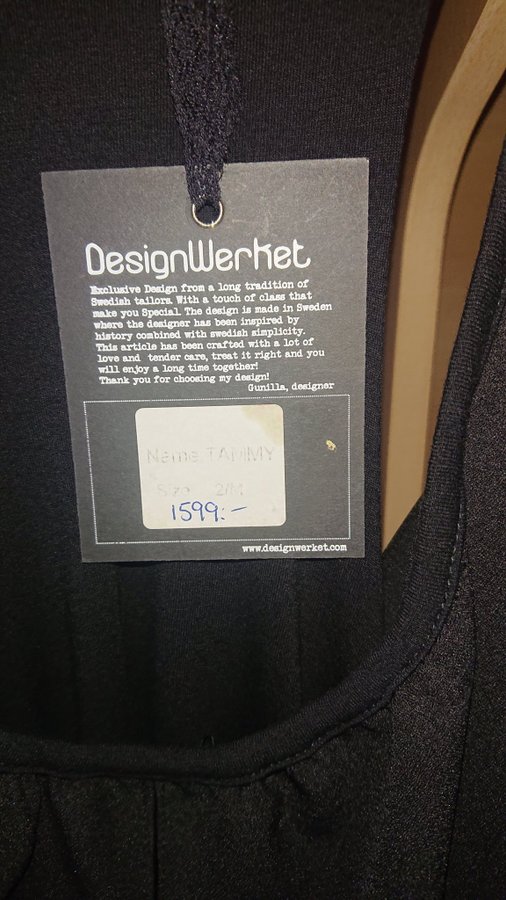 DesignWerket
Exclusive Design from a long tradition of
Swedish tailors. With a touch of class that
make you Special. The design is made in Sweden
where the designer has been inspired by
history combined with swedish simplicity.
This article has been crafted with a lot of
love and tender care, treat it right and you
will enjoy a long time together!
Thank you for choosing my design!
Gunilla, designer
Name TAMMY
Size 2/M
1599:-
www.designwerket.com